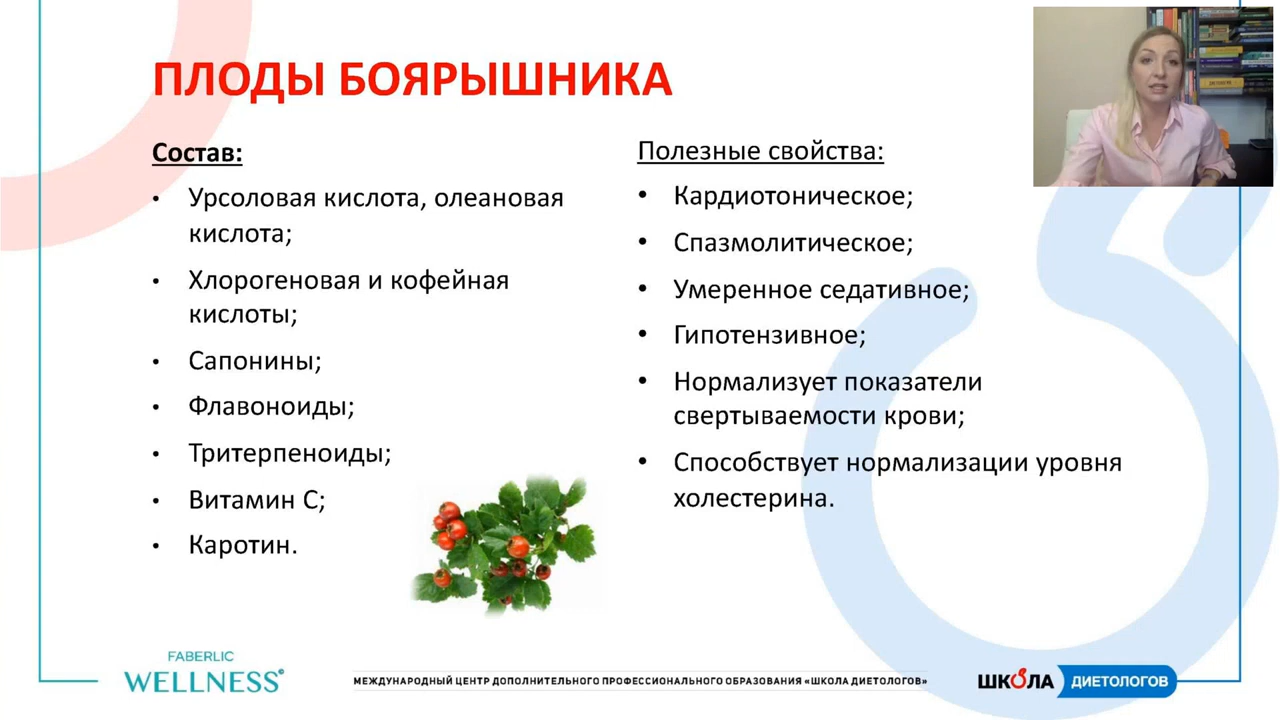 ПЛОДЫ БОЯРЫШНИКА
Состав:
• Урсоловая кислота, олеановая
кислота;
• Хлорогеновая и кофейная
кислоты;
• Сапонины;
• Флавоноиды;
• Тритерпеноиды;
• Витамин С;
• Каротин.
Полезные свойства:
• Кардиотоническое;
• Спазмолитическое;
• Умеренное седативное;
• Гипотензивное;
• Нормализует показатели
свертываемости крови;
• Способствует нормализации уровня
холестерина.
FABERLIC
WELLNESS©
МЕЖДУНАРОДНЫЙ ЦЕНТР ДОПОЛНИТЕЛЬНОГО ПРОФЕССИОНАЛЬНОГО ОБРАЗОВАНИЯ «ШКОЛА ДИЕТОЛОГОВ»
ШКОЛА ДИЕТОЛОГОВ